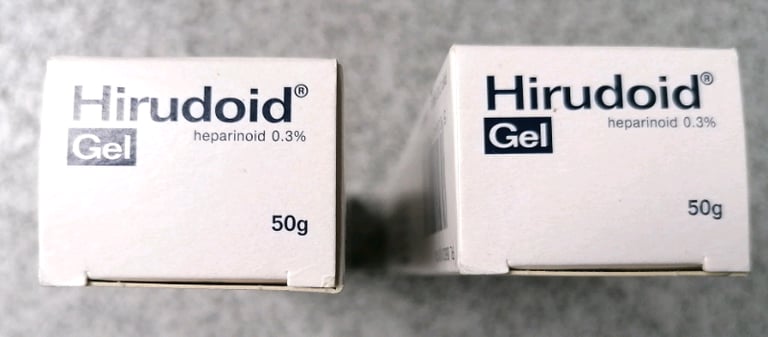 Hirudoid®
Gel
heparinoid 0.3%
50g
Hirudoid®
Gel
heparinoid 0.3%
50g